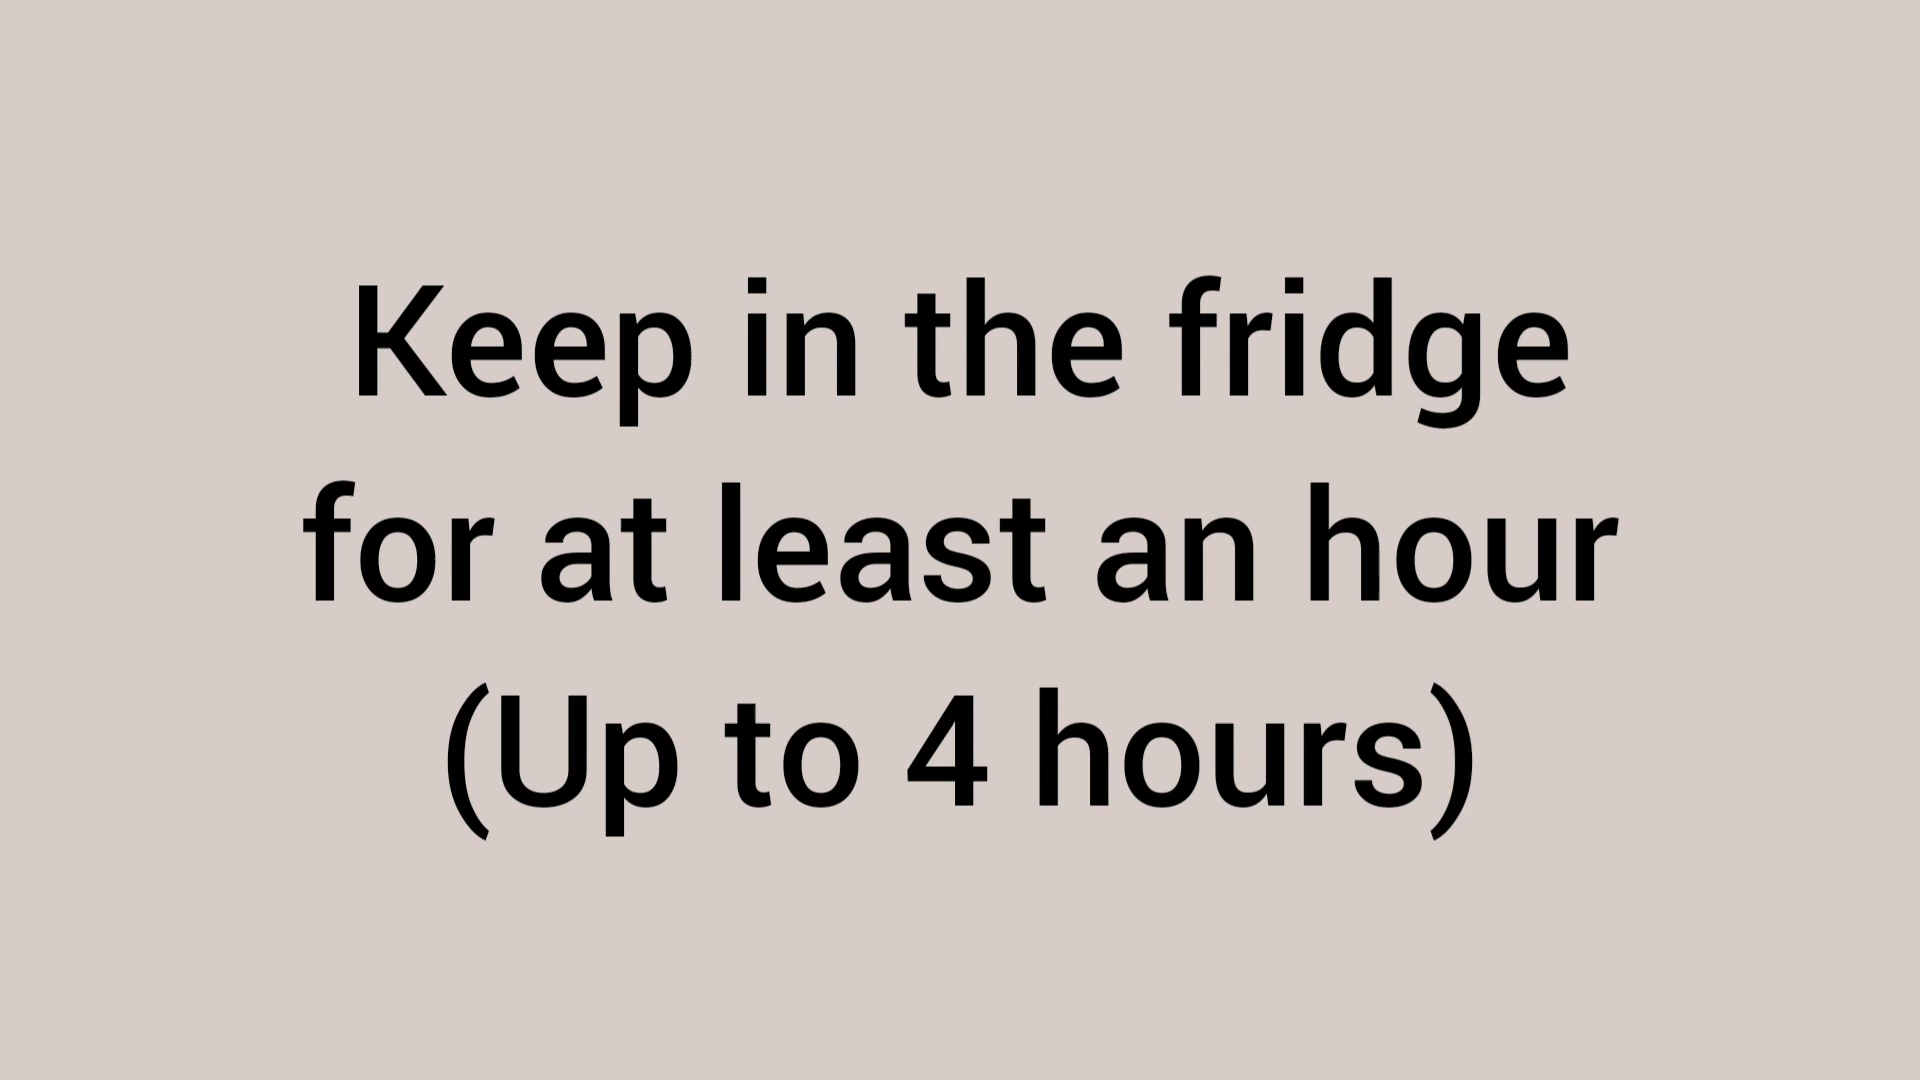 Keep in the fridge
for at least an hour
(Up to 4 hours)